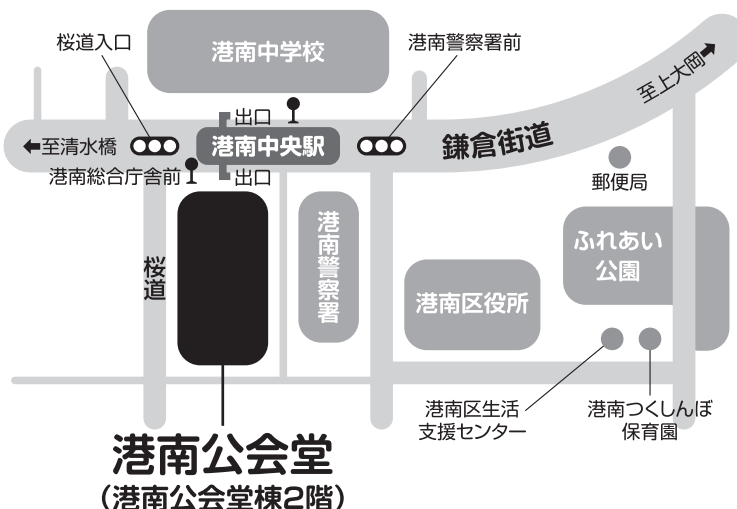 桜道入口
港南中学校
港南警察署前
至上大岡➡
出口
⬅至清水橋
港南中央駅
鎌倉街道
港南総合庁舎前
出口
郵便局
桜道
港南警察署
ふれあい
公園
港南区役所
港南区生活
支援センター
港南つくしんぼ
保育園
港南公会堂
(港南公会堂棟2階)